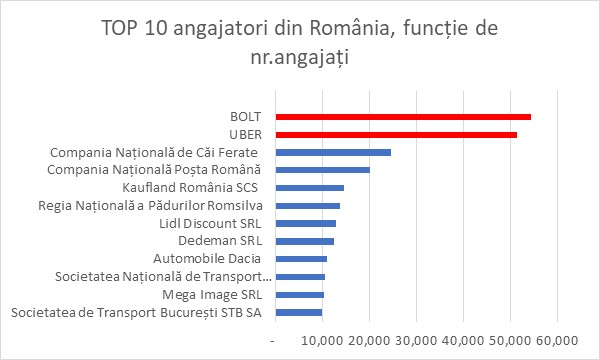 TOP 10 angajatori din România, funcție de
nr.angajați
BOLT
UBER
Compania Națională de Căi Ferate
Compania Națională Poșta Română
Kaufland România SCS
Regia Națională a Pădurilor Romsilva
Lidl Discount SRL
Dedeman SRL
Automobile Dacia
Societatea Națională de Transport...
Mega Image SRL
Societatea de Transport București STB SA
- 10,000 20,000 30,000 40,000 50,000 60,000